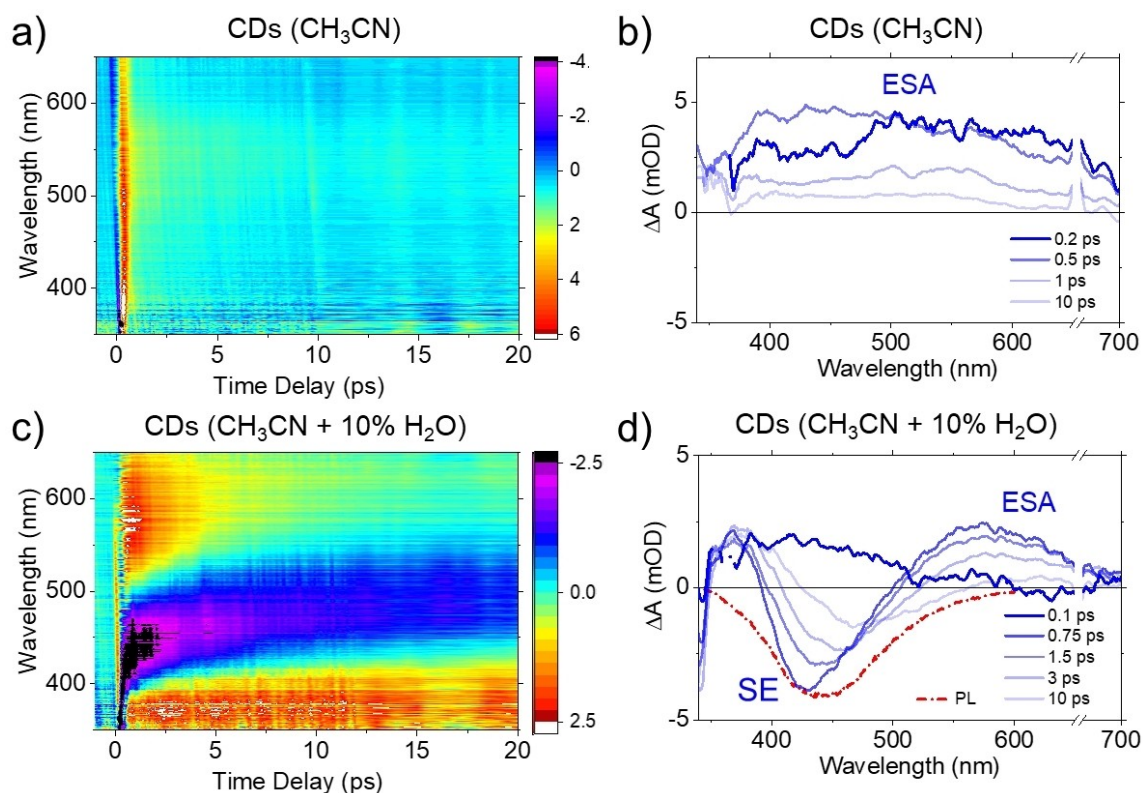 a)
CDs (CH₃CN)
Wavelength (nm)
600
500
400
0
5
10
15
20
Time Delay (ps)
-4.
-2
0
2
4
6
b)
CDs (CH₃CN)
ESA
ΔA (mOD)
5
0
-5
400
500
600
700
Wavelength (nm)
0.2 ps
0.5 ps
1 ps
10 ps
c)
CDs (CH₃CN + 10% H₂O)
Wavelength (nm)
600
500
400
0
5
10
15
20
Time Delay (ps)
-2.5
0.0
2.5
d)
CDs (CH₃CN + 10% H₂O)
ESA
SE
ΔA (mOD)
5
0
-5
400
500
600
700
Wavelength (nm)
PL
0.1 ps
0.75 ps
1.5 ps
3 ps
10 ps